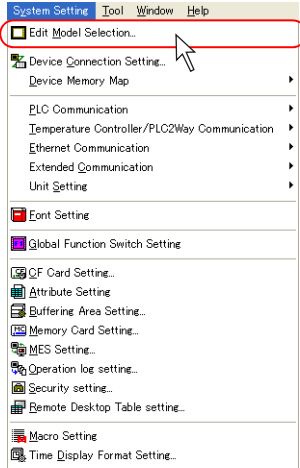 System Setting Tool Window Help
Edit Model Selection...
Device Connection Setting...
Device Memory Map
PLC Communication
Temperature Controller/PLC2Way Communication
Ethernet Communication
Extended Communication
Unit Setting
Font Setting
Global Function Switch Setting
CF Card Setting...
Attribute Setting
Buffering Area Setting...
Memory Card Setting...
MES Setting...
Operation log setting...
Security setting...
Remote Desktop Table setting...
Macro Setting
Time Display Format Setting...